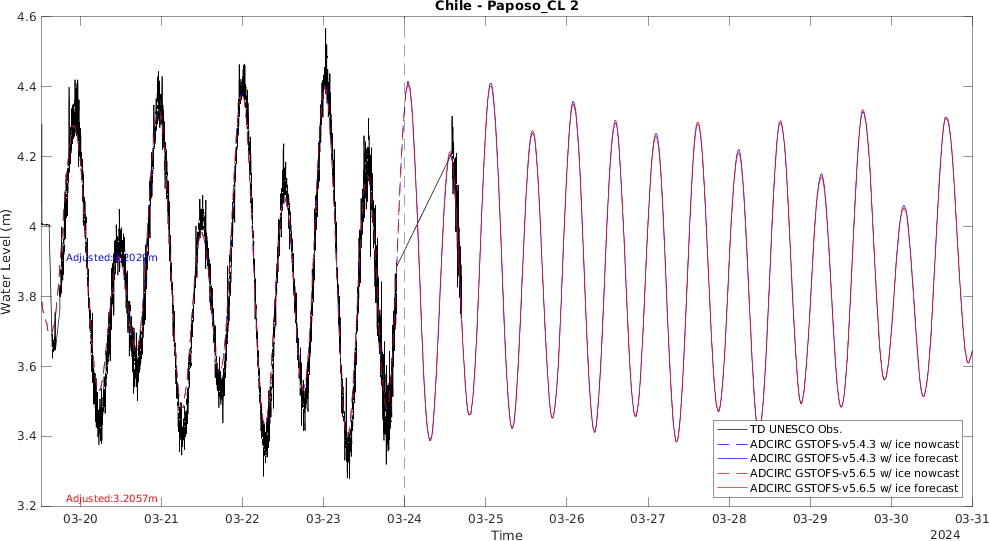 Chile - Paposo_CL 2
4.6
4.4
4.2
4
3.8
3.6
3.4
3.2
Water Level (m)
Adjusted:3.2057m
TD UNESCO Obs.
ADCIRC GSTOFS-v5.4.3 w/ ice nowcast
ADCIRC GSTOFS-v5.4.3 w/ ice forecast
ADCIRC GSTOFS-v5.6.5 w/ ice nowcast
ADCIRC GSTOFS-v5.6.5 w/ ice forecast
03-20 03-21 03-22 03-23 03-24 03-25 03-26 03-27 03-28 03-29 03-30 03-31
Time
2024